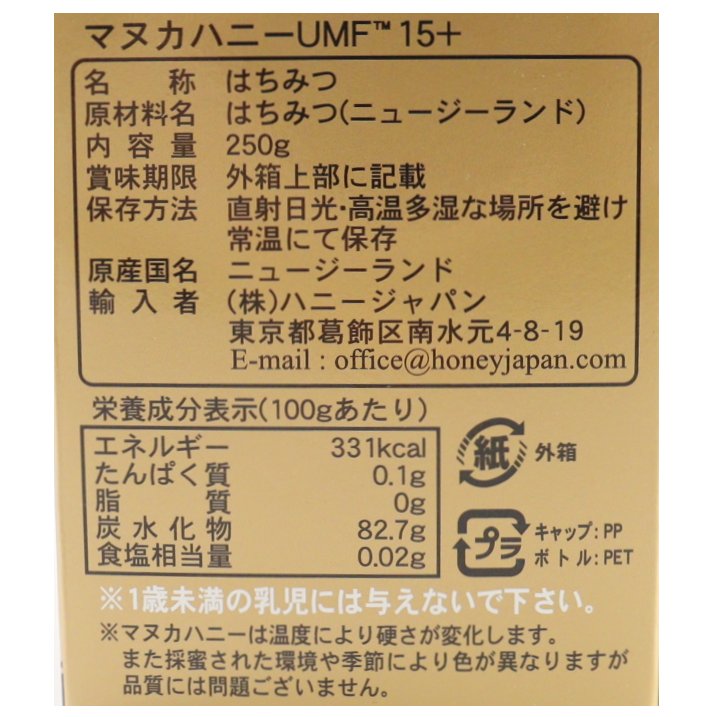 マヌカハニーUMF™ 15+
名称 はちみつ
原材料名 はちみつ(ニュージーランド)
内容量 250g
賞味期限 外箱上部に記載
保存方法 直射日光・高温多湿な場所を避け
常温にて保存
原産国名 ニュージーランド
輸入者 (株)ハニージャパン
東京都葛飾区南水元4-8-19
E-mail : office@honeyjapan.com
栄養成分表示(100gあたり)
エネルギー 331kcal
たんぱく質 0.1g
脂質 0g
炭水化物 82.7g
食塩相当量 0.02g
紙 外箱
プラ キャップ: PP
ボトル: PET
※1歳未満の乳児には与えないで下さい。
※マヌカハニーは温度により硬さが変化します。
また採蜜された環境や季節により色が異なりますが
品質には問題ございません。